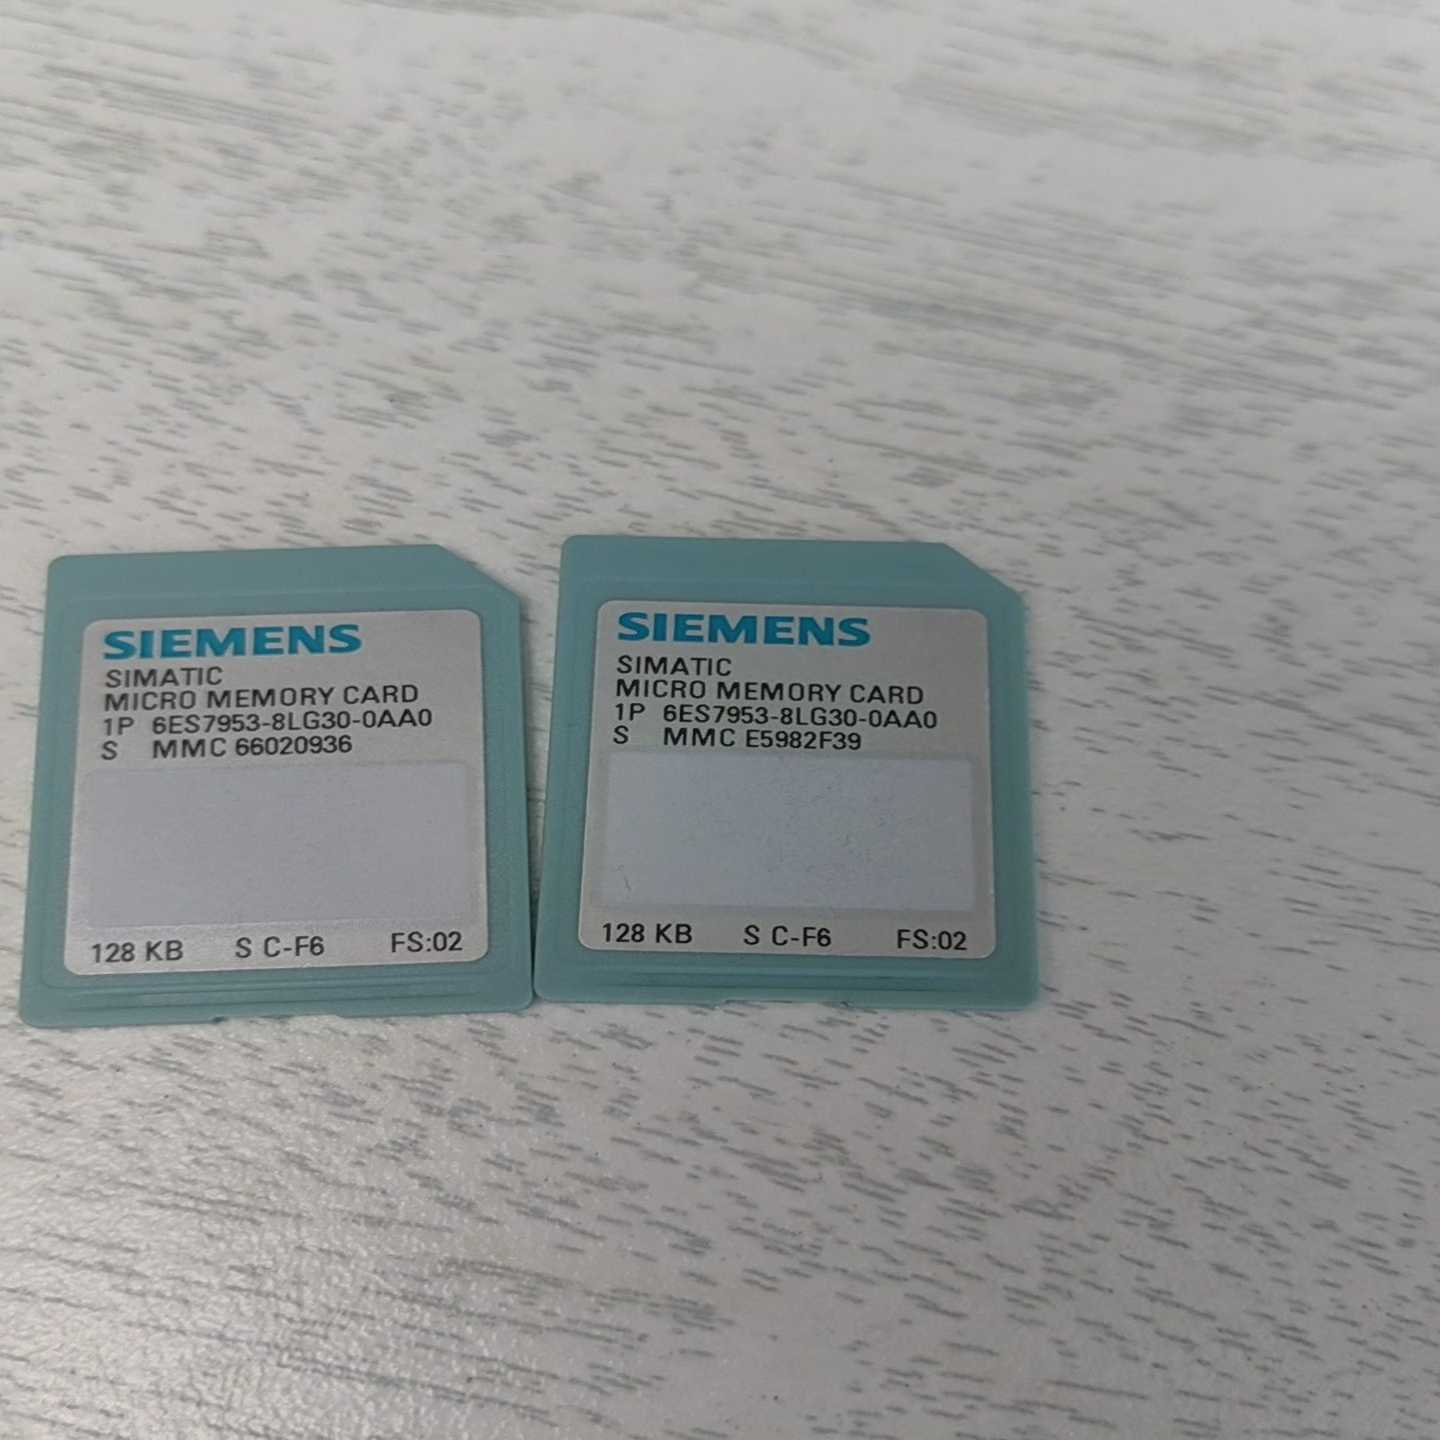 SIEMENS
SIMATIC
MICRO MEMORY CARD
1P 6ES7953-8LG30-0AA0
S MMC 66020936
128 KB S C-F6 FS:02
SIEMENS
SIMATIC
MICRO MEMORY CARD
1P 6ES7953-8LG30-0AA0
S MMC E5982F39
128 KB S C-F6 FS:02